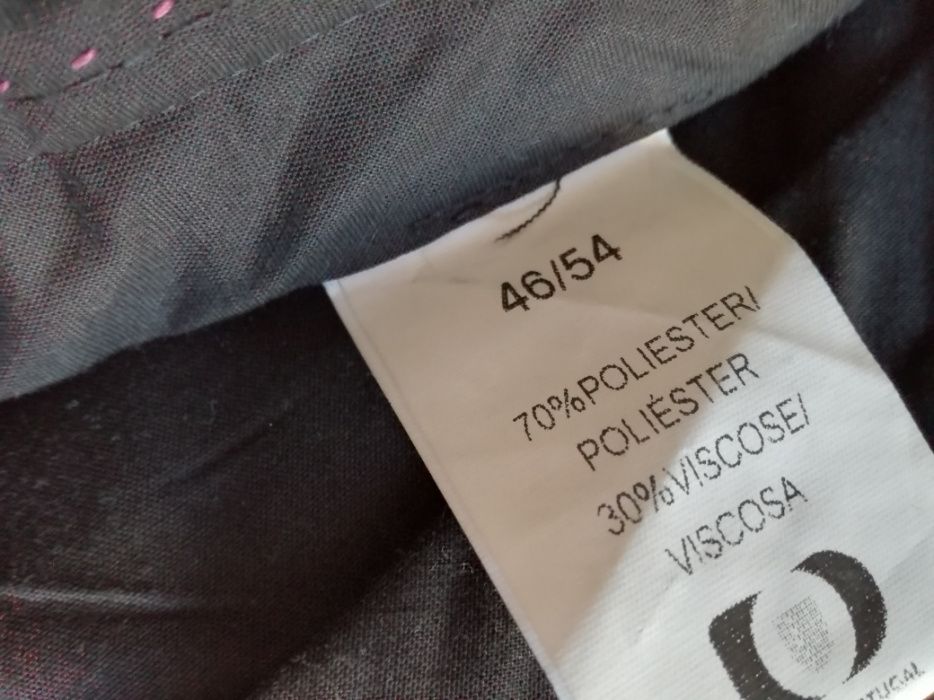 46/54
70%POLIESTER/
POLIÉSTER
30%VISCOSE/
VISCOSA